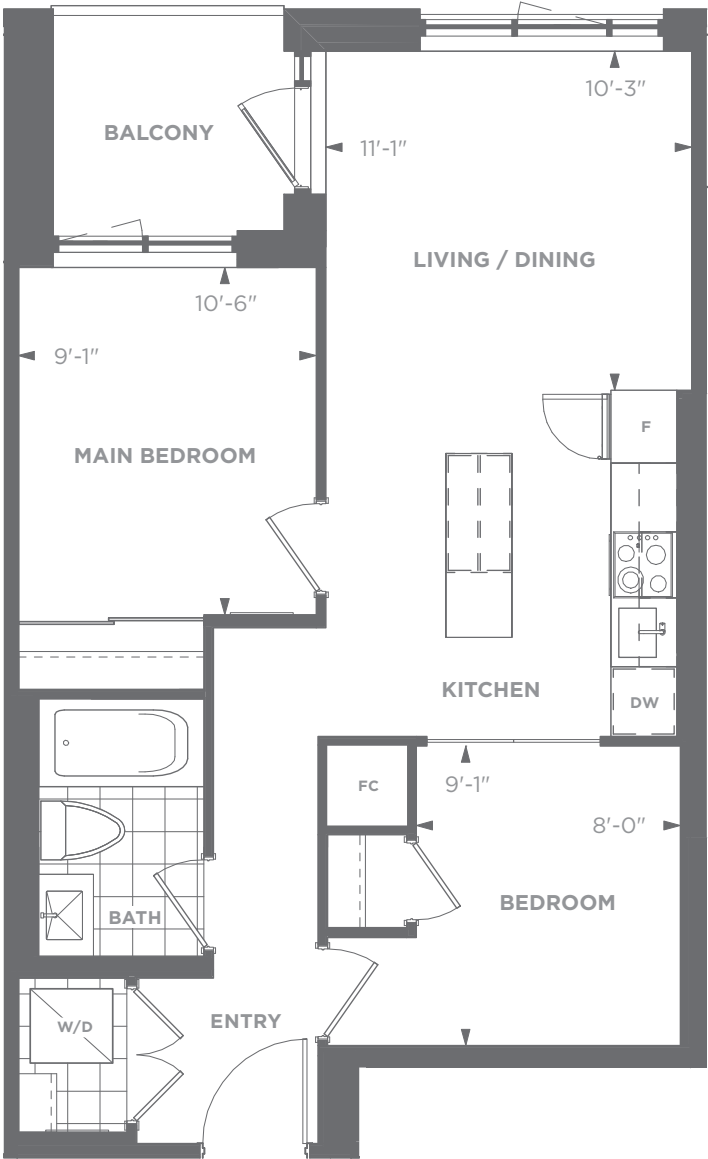 10'-3"
BALCONY
11'-1"
LIVING / DINING
10'-6"
9'-1"
F
MAIN BEDROOM
KITCHEN
DW
FC
9'-1"
8'-0"
BEDROOM
BATH
ENTRY
W/D